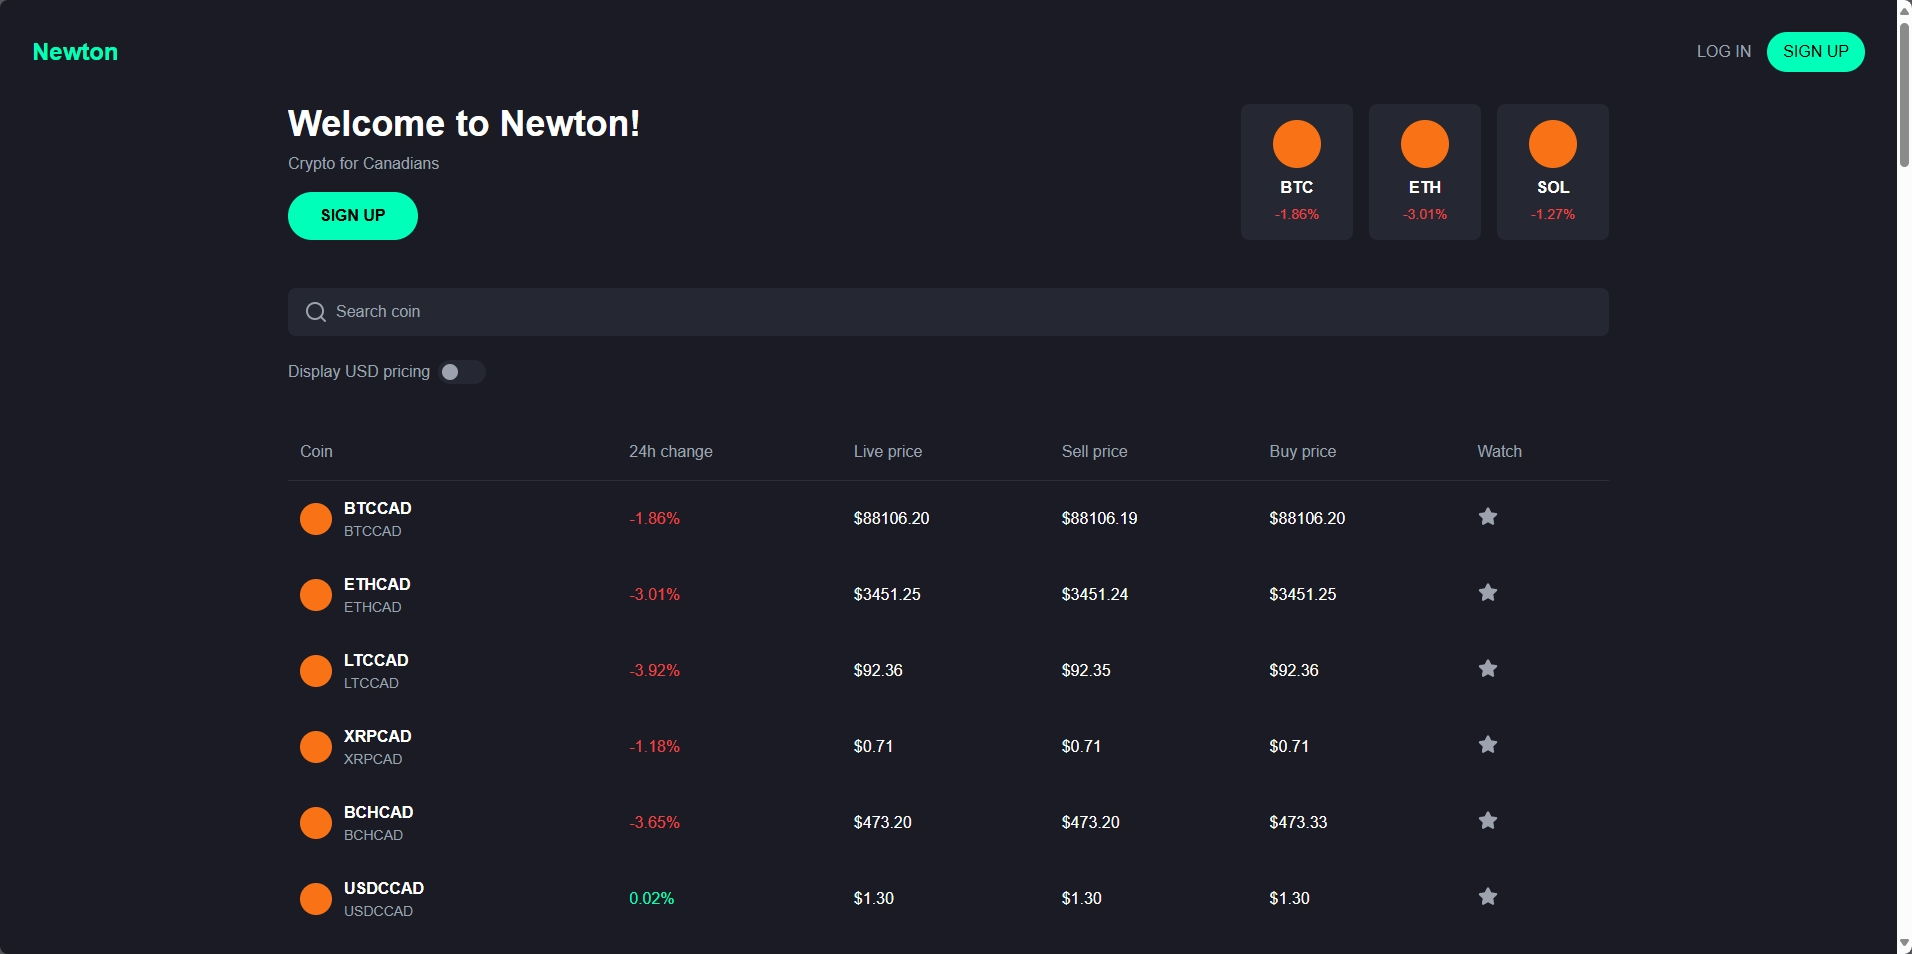 Newton
LOG IN SIGN UP
Welcome to Newton!
Crypto for Canadians
SIGN UP
BTC ETH SOL
-1.86% -3.01% -1.27%
Search coin
Display USD pricing
Coin 24h change Live price Sell price Buy price Watch
BTCCAD
BTCCAD
-1.86% $88106.20 $88106.19 $88106.20
ETHCAD
ETHCAD
-3.01% $3451.25 $3451.24 $3451.25
LTCCAD
LTCCAD
-3.92% $92.36 $92.35 $92.36
XRPCAD
XRPCAD
-1.18% $0.71 $0.71 $0.71
BCHCAD
BCHCAD
-3.65% $473.20 $473.20 $473.33
USDCCAD
USDCCAD
0.02% $1.30 $1.30 $1.30